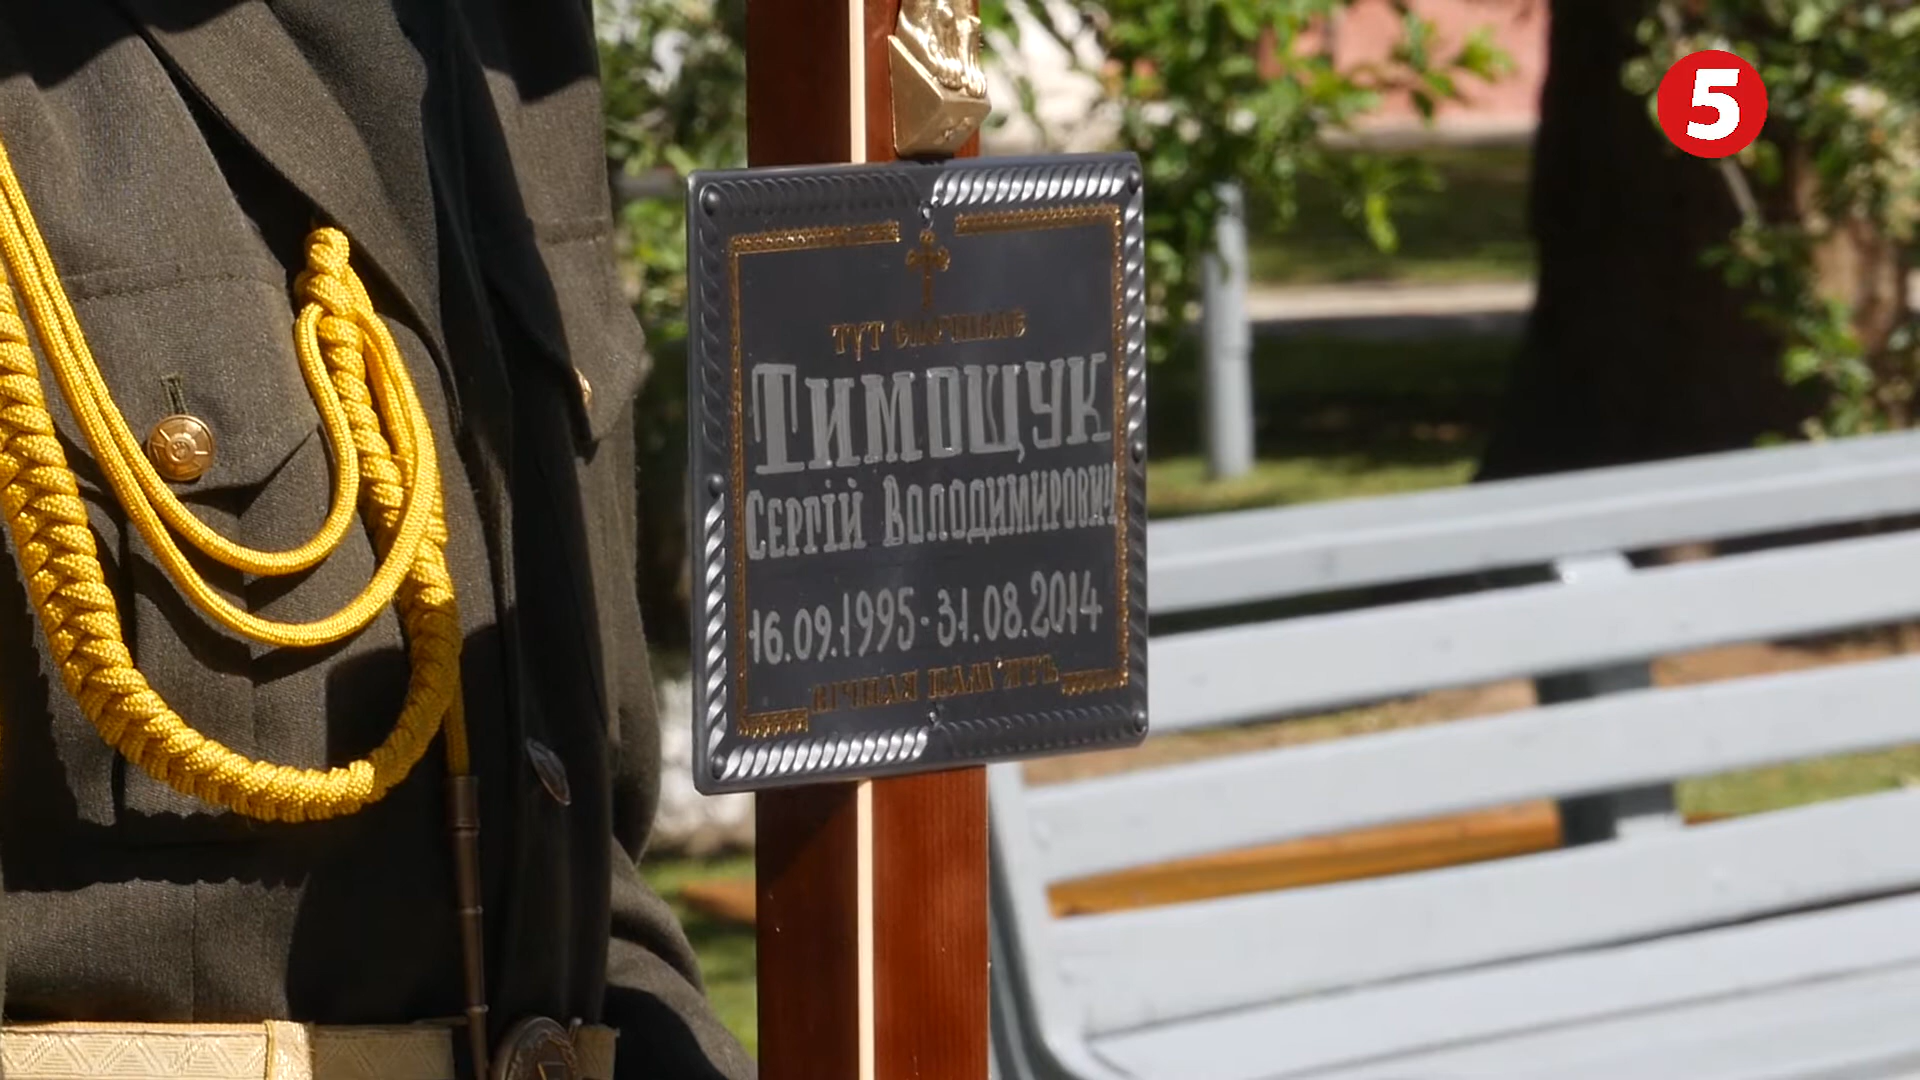 5
ТУТ СПОЧИВАЄ
ТИМОЩУК
СЕРГІЙ ВОЛОДИМИРОВИЧ
16.09.1995-31.08.2014
ВІЧНАЯ ПАМ'ЯТЬ